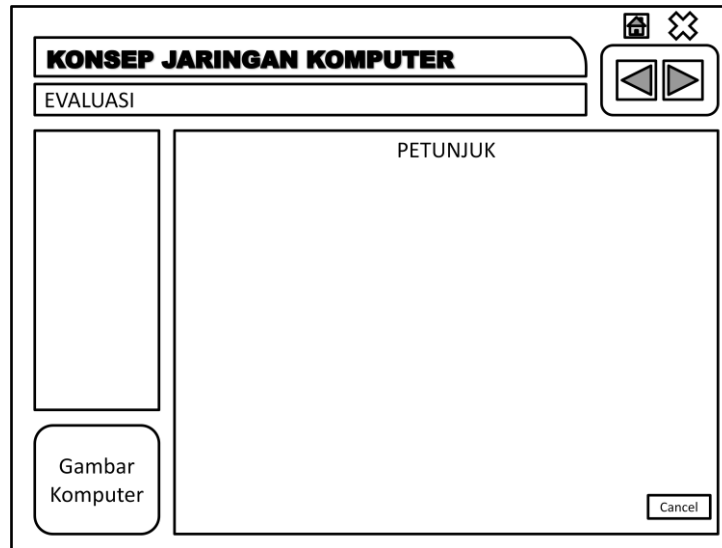 KONSEP JARINGAN KOMPUTER
EVALUASI
PETUNJUK
Gambar
Komputer
Cancel